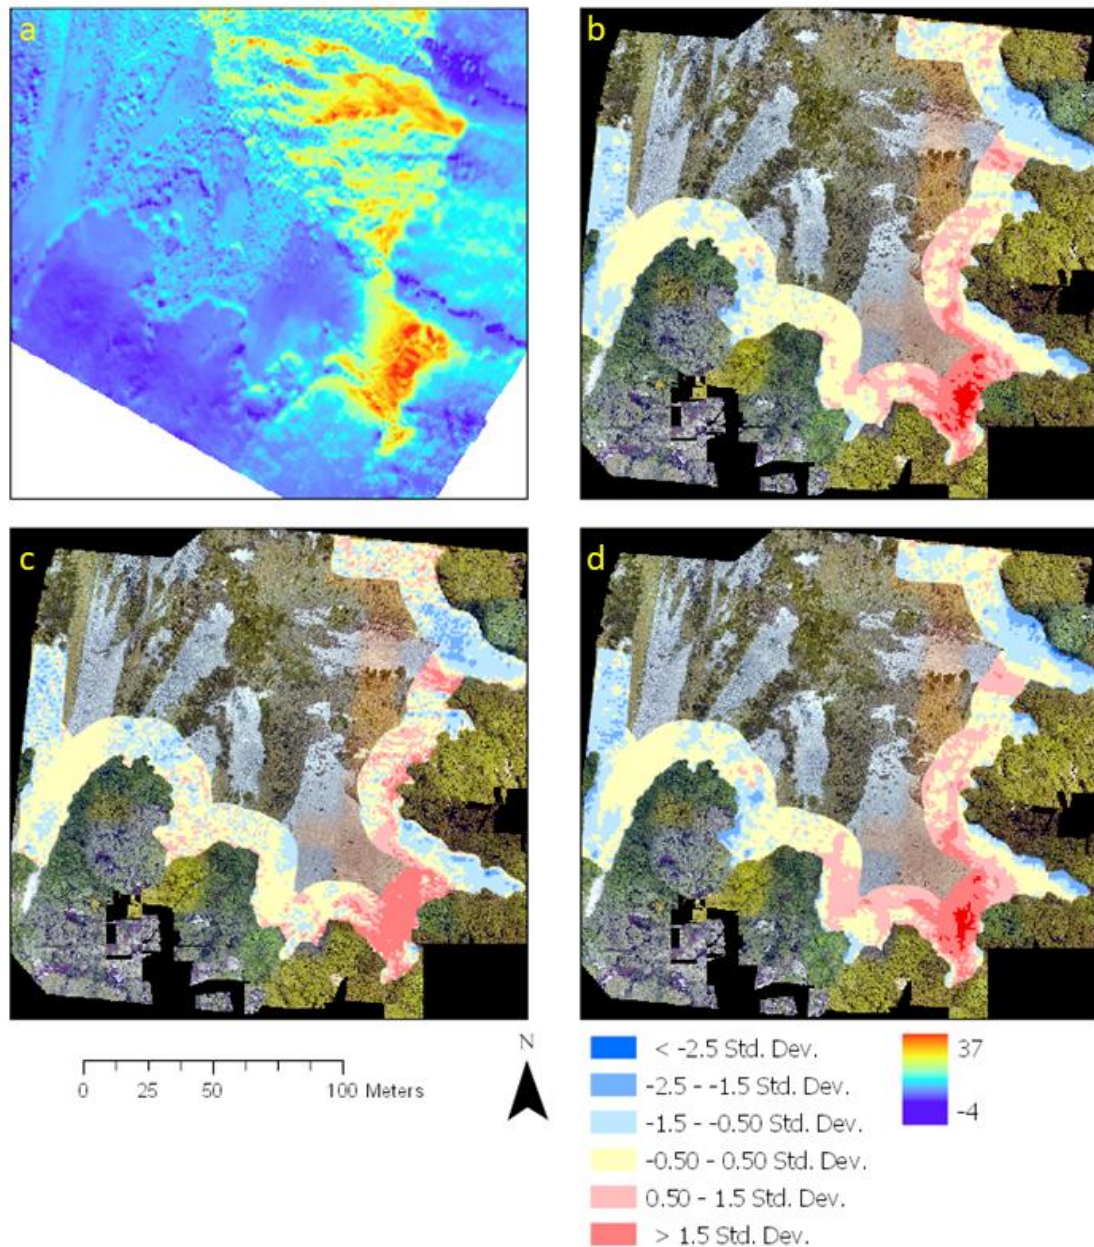 a
b
c
d
N
0 25 50 100 Meters
< -2.5 Std. Dev.
-2.5 - -1.5 Std. Dev.
-1.5 - -0.50 Std. Dev.
-0.50 - 0.50 Std. Dev.
0.50 - 1.5 Std. Dev.
> 1.5 Std. Dev.
37
-4